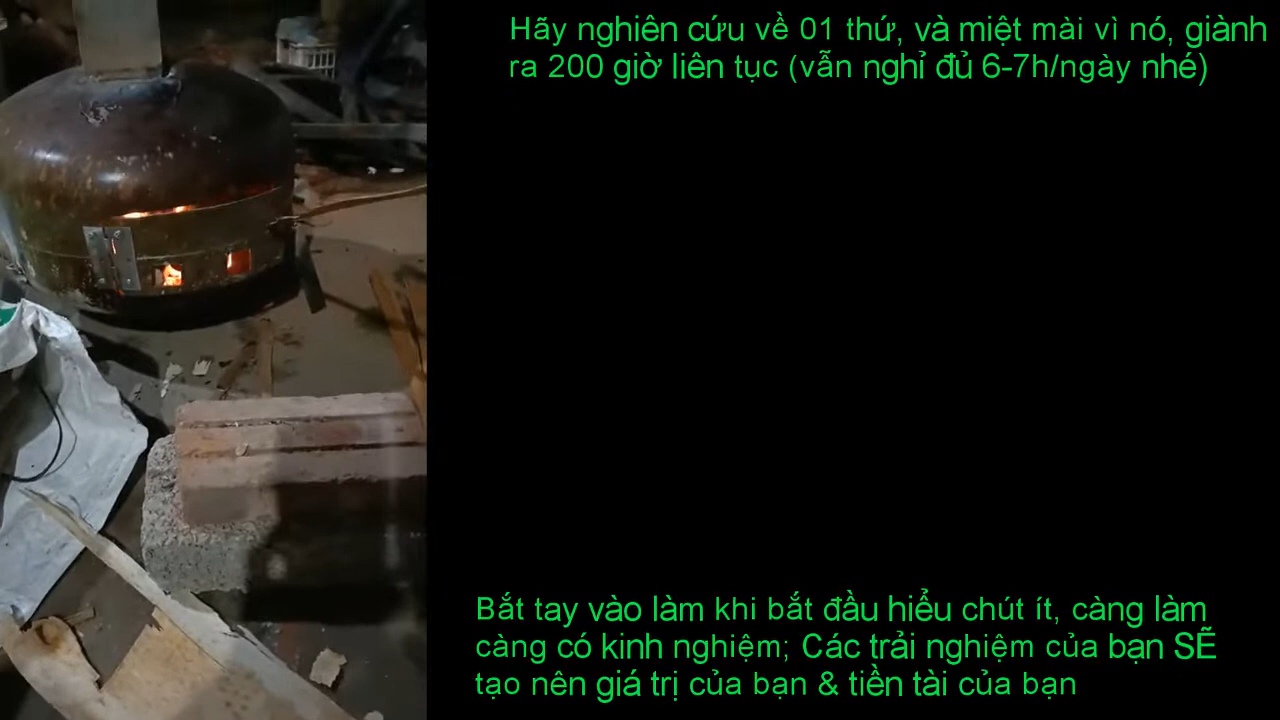 Hãy nghiên cứu về 01 thứ, và miệt mài vì nó, giành
ra 200 giờ liên tục (vẫn nghỉ đủ 6-7h/ngày nhé)
Bắt tay vào làm khi bắt đầu hiểu chút ít, càng làm
càng có kinh nghiệm; Các trải nghiệm của bạn SẼ
tạo nên giá trị của bạn & tiền tài của bạn